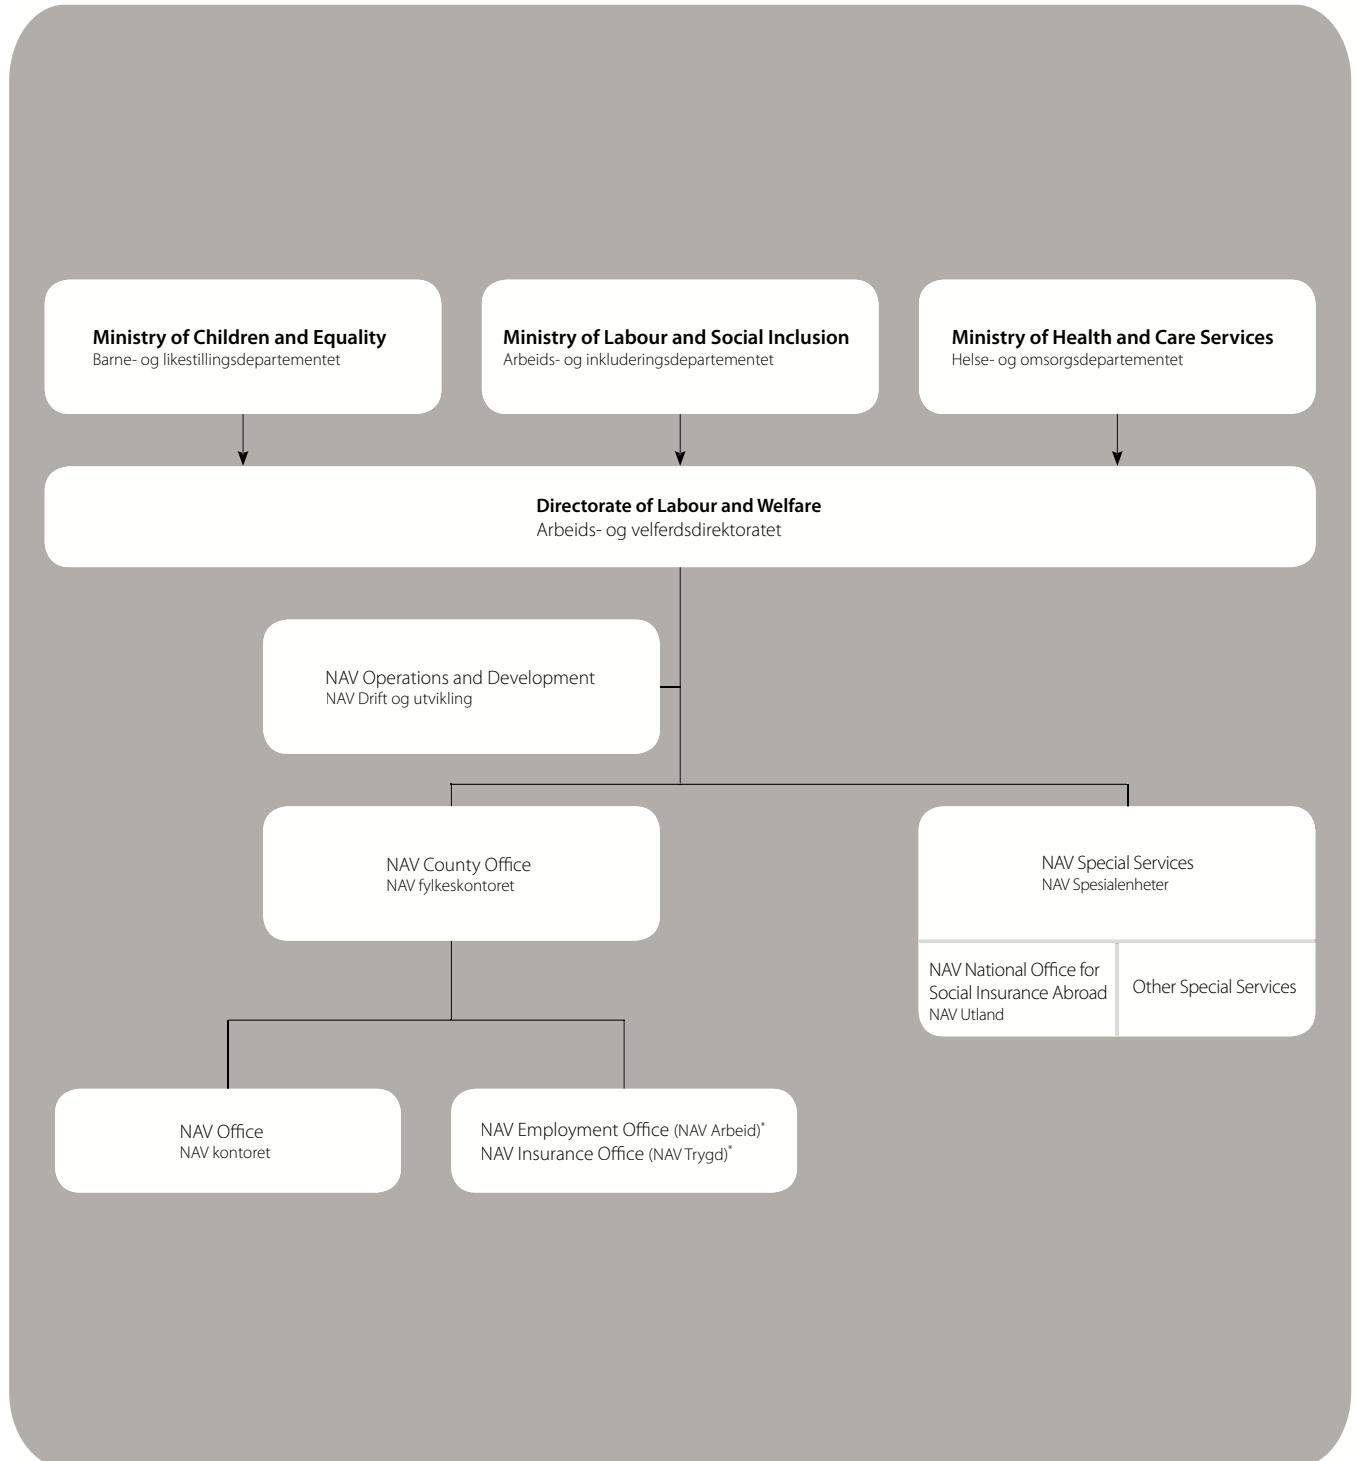 Ministry of Children and Equality
Barne- og likestillingsdepartementet
Ministry of Labour and Social Inclusion
Arbeids- og inkluderingsdepartementet
Ministry of Health and Care Services
Helse- og omsorgsdepartementet
Directorate of Labour and Welfare
Arbeids- og velferdsdirektoratet
NAV Operations and Development
NAV Drift og utvikling
NAV County Office
NAV fylkeskontoret
NAV Special Services
NAV Spesialenheter
NAV National Office for
Social Insurance Abroad
NAV Utland
Other Special Services
NAV Office
NAV kontoret
NAV Employment Office (NAV Arbeid)*
NAV Insurance Office (NAV Trygd)*